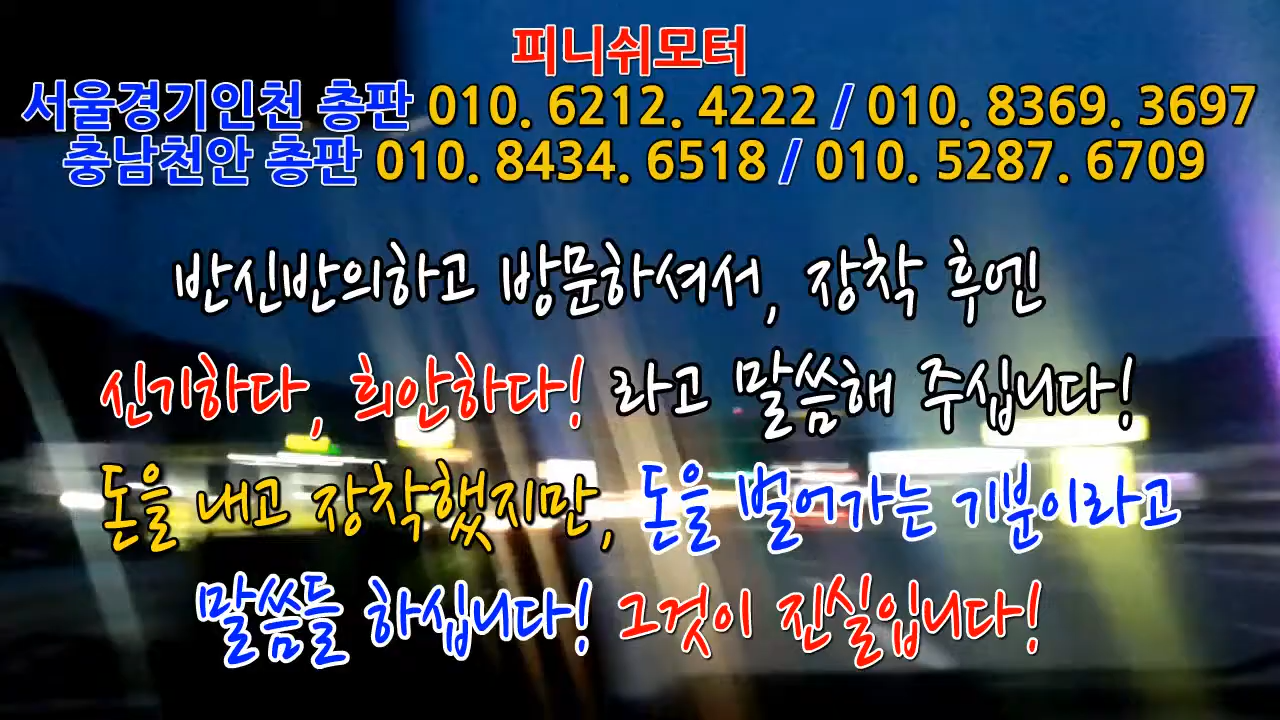 피니쉬모터
서울경기인천 총판 010. 6212. 4222 / 010. 8369. 3697
충남천안 총판 010. 8434. 6518 / 010. 5287. 6709
반신반의하고 방문하셔서, 장착 후엔
신기하다, 희안하다! 라고 말씀해 주십니다!
돈을 내고 장착했지만, 돈을 벌어가는 기분이라고
말씀들 하십니다! 그것이 진실입니다!